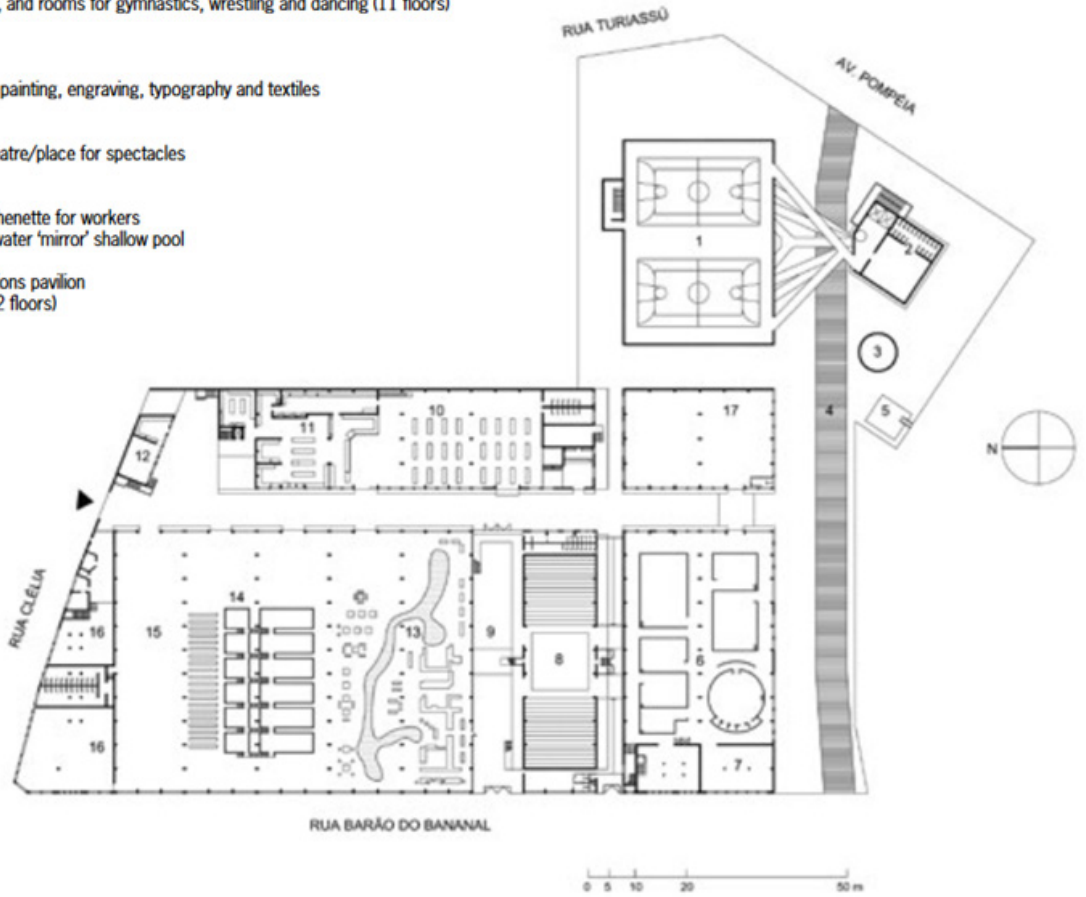 , and rooms for gymnastics, wrestling and dancing (11 floors)
painting, engraving, typography and textiles
atre/place for spectacles
henette for workers
water ‘mirror’ shallow pool
ons pavilion
2 floors)
RUA TURIASSÚ
AV. POMPÉIA
1
2
3
4
5
N
10
11
12
17
RUA CLÉLIA
14
13
15
16
16
9
8
6
7
RUA BARÃO DO BANANAL
0 5 10 20 50 m